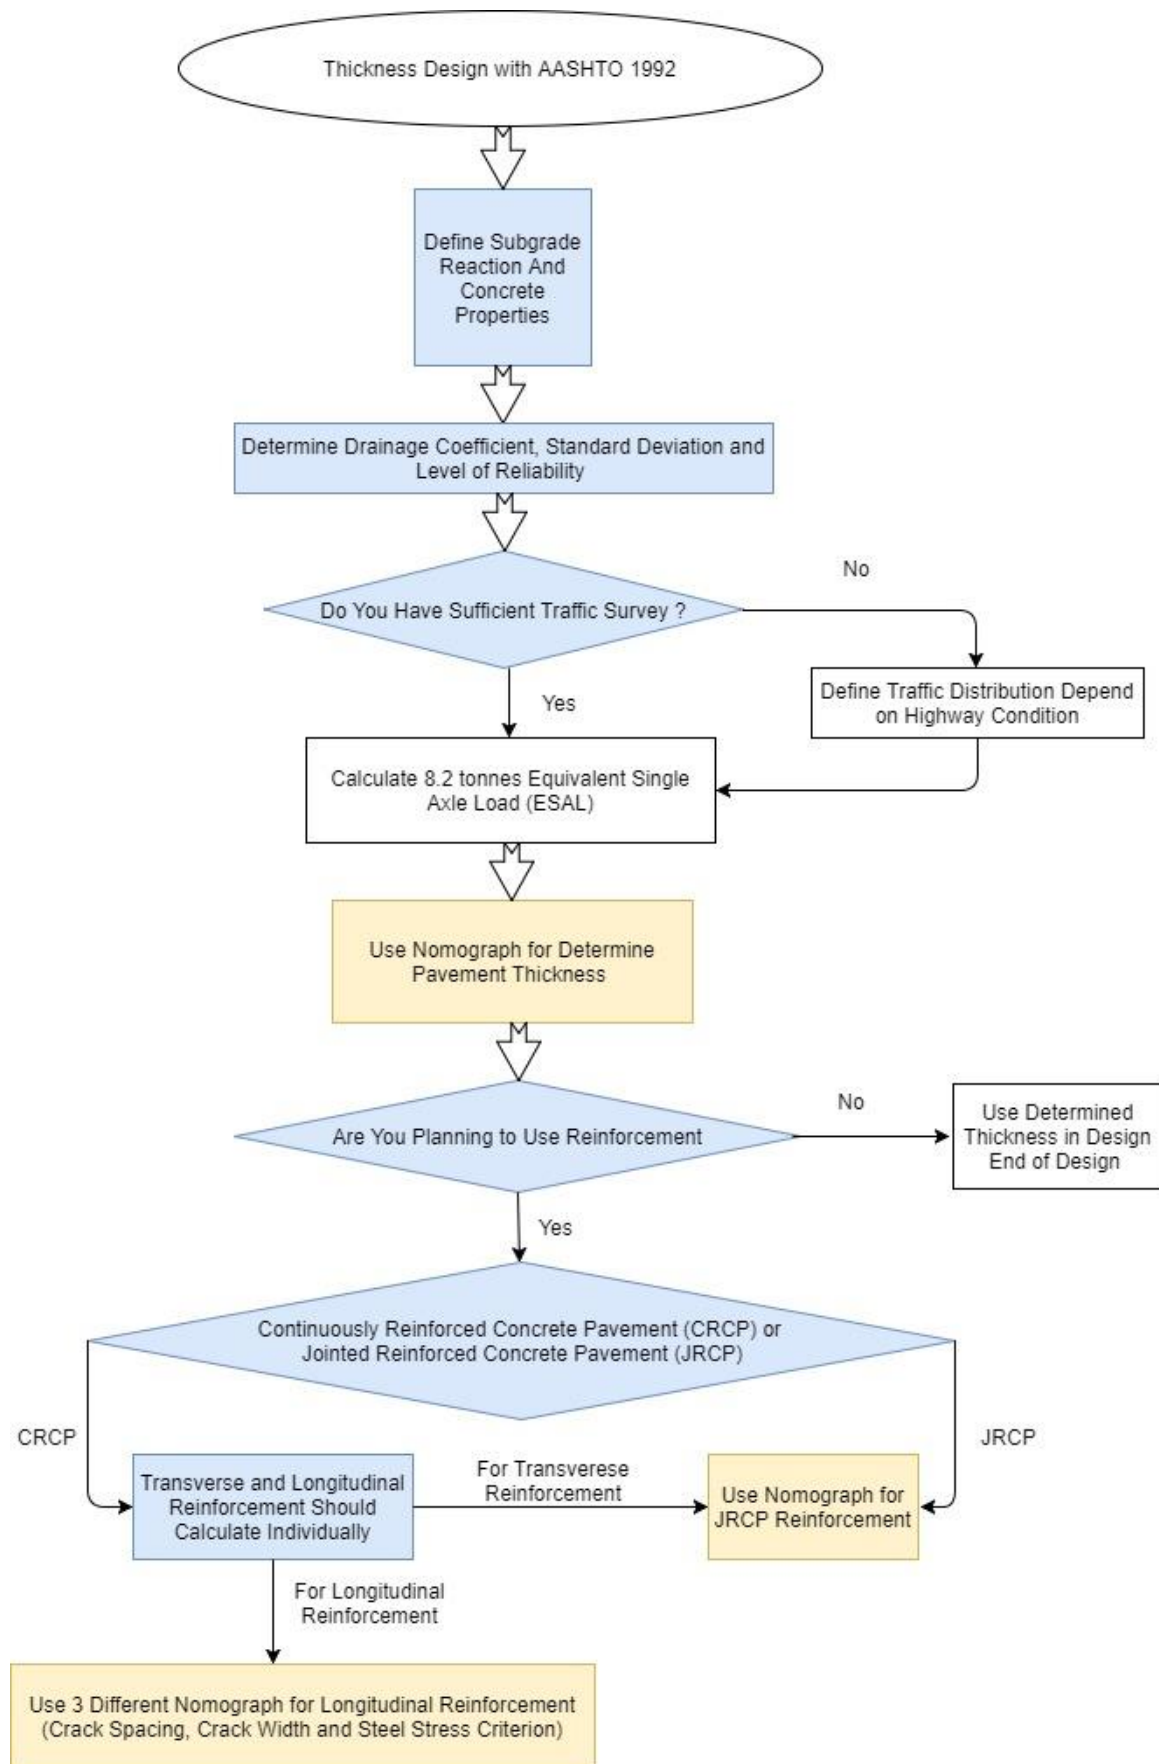 Thickness Design with AASHTO 1992
Define Subgrade
Reaction And
Concrete
Properties
Determine Drainage Coefficient, Standard Deviation and
Level of Reliability
Do You Have Sufficient Traffic Survey ?
No
Define Traffic Distribution Depend
on Highway Condition
Yes
Calculate 8.2 tonnes Equivalent Single
Axle Load (ESAL)
Use Nomograph for Determine
Pavement Thickness
Are You Planning to Use Reinforcement
No
Use Determined
Thickness in Design
End of Design
Yes
Continuously Reinforced Concrete Pavement (CRCP) or
Jointed Reinforced Concrete Pavement (JRCP)
CRCP
JRCP
Transverse and Longitudinal
Reinforcement Should
Calculate Individually
For Transverese
Reinforcement
Use Nomograph for
JRCP Reinforcement
For Longitudinal
Reinforcement
Use 3 Different Nomograph for Longitudinal Reinforcement
(Crack Spacing, Crack Width and Steel Stress Criterion)